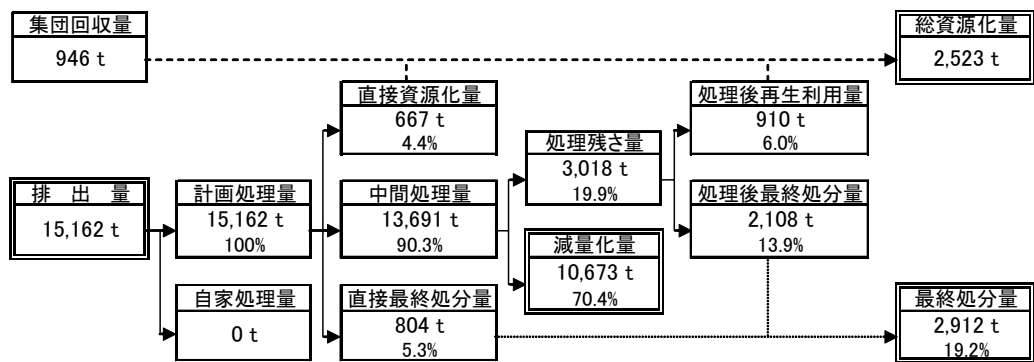 集団回収量
946 t
総資源化量
2,523 t
直接資源化量
667 t
4.4%
処理後再生利用量
910 t
6.0%
処理残さ量
3,018 t
19.9%
排 出 量
15,162 t
計画処理量
15,162 t
100%
中間処理量
13,691 t
90.3%
処理後最終処分量
2,108 t
13.9%
減量化量
10,673 t
70.4%
自家処理量
0 t
直接最終処分量
804 t
5.3%
最終処分量
2,912 t
19.2%